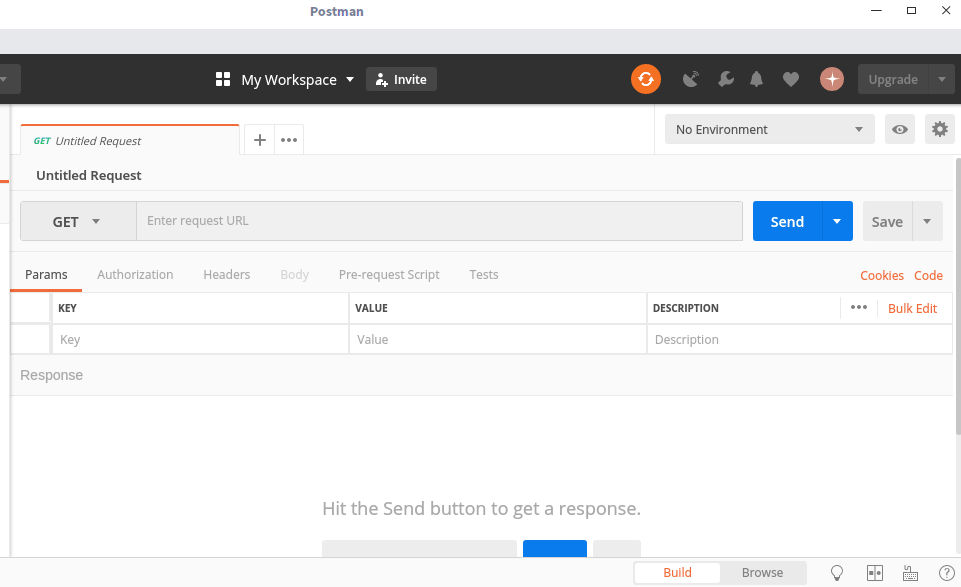 Postman
My Workspace Invite Upgrade
GET Untitled Request + ••• No Environment
Untitled Request
GET Enter request URL Send Save
Params Authorization Headers Body Pre-request Script Tests Cookies Code
KEY VALUE DESCRIPTION ••• Bulk Edit
Key Value Description
Response
Hit the Send button to get a response.
Build Browse ?